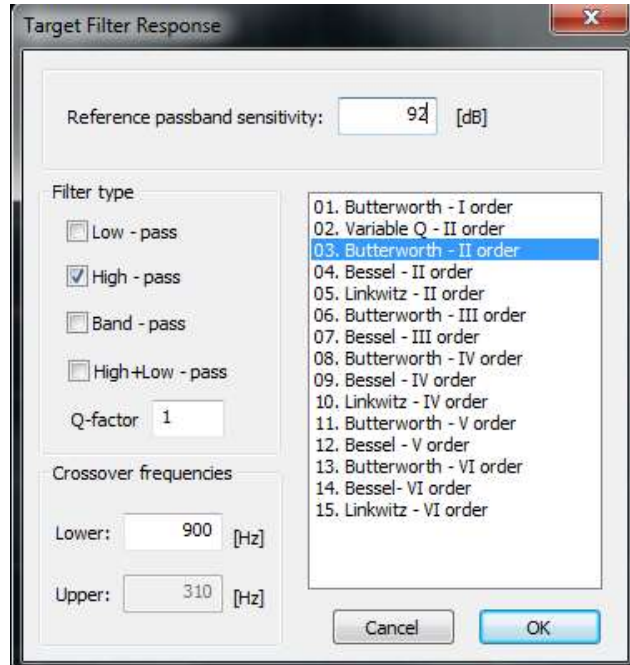 Target Filter Response
Reference passband sensitivity: 92 [dB]
Filter type
Low - pass
High - pass
Band - pass
High+Low - pass
Q-factor 1
Crossover frequencies
Lower: 900 [Hz]
Upper: 310 [Hz]
01. Butterworth - I order
02. Variable Q - II order
03. Butterworth - II order
04. Bessel - II order
05. Linkwitz - II order
06. Butterworth - III order
07. Bessel - III order
08. Butterworth - IV order
09. Bessel - IV order
10. Linkwitz - IV order
11. Butterworth - V order
12. Bessel - V order
13. Butterworth - VI order
14. Bessel- VI order
15. Linkwitz - VI order
Cancel
OK